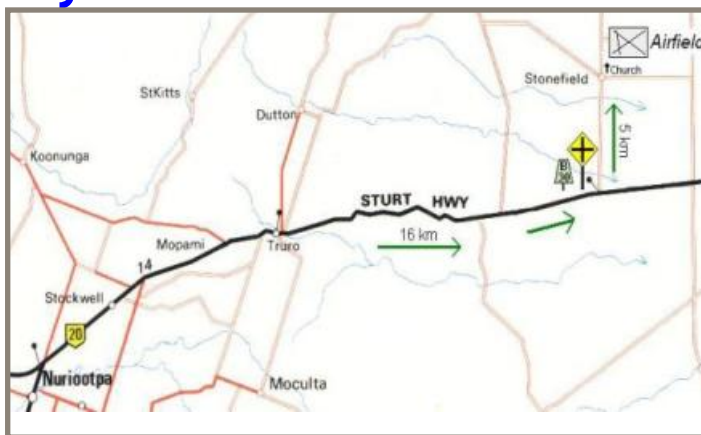 Airfield
Church
Stonefield
StKitts
Dutton
Koonunga
5 km
STURT HWY
16 km
Mopami
Truro
14
Stockwell
20
Nuriootpa
Moculta